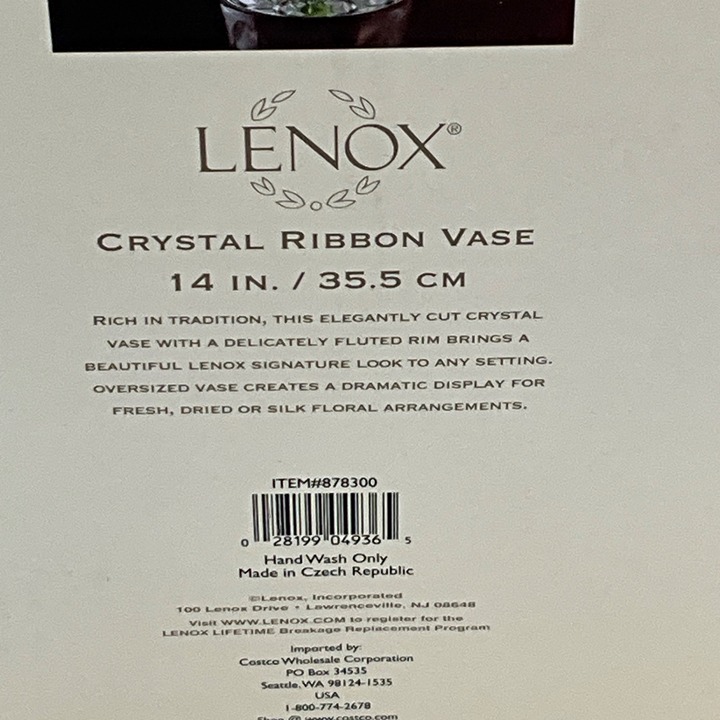 LENOX®
CRYSTAL RIBBON VASE
14 IN. / 35.5 CM
RICH IN TRADITION, THIS ELEGANTLY CUT CRYSTAL
VASE WITH A DELICATELY FLUTED RIM BRINGS A
BEAUTIFUL LENOX SIGNATURE LOOK TO ANY SETTING.
OVERSIZED VASE CREATES A DRAMATIC DISPLAY FOR
FRESH, DRIED OR SILK FLORAL ARRANGEMENTS.
ITEM#878300
0 28199 04936 5
Hand Wash Only
Made in Czech Republic
©Lenox, Incorporated
100 Lenox Drive • Lawrenceville, NJ 08648
Visit WWW.LENOX.COM to register for the
LENOX LIFETIME Breakage Replacement Program
Imported by:
Costco Wholesale Corporation
PO Box 34535
Seattle, WA 98124-1535
USA
1-800-774-2678
Shop @ www.costco.com